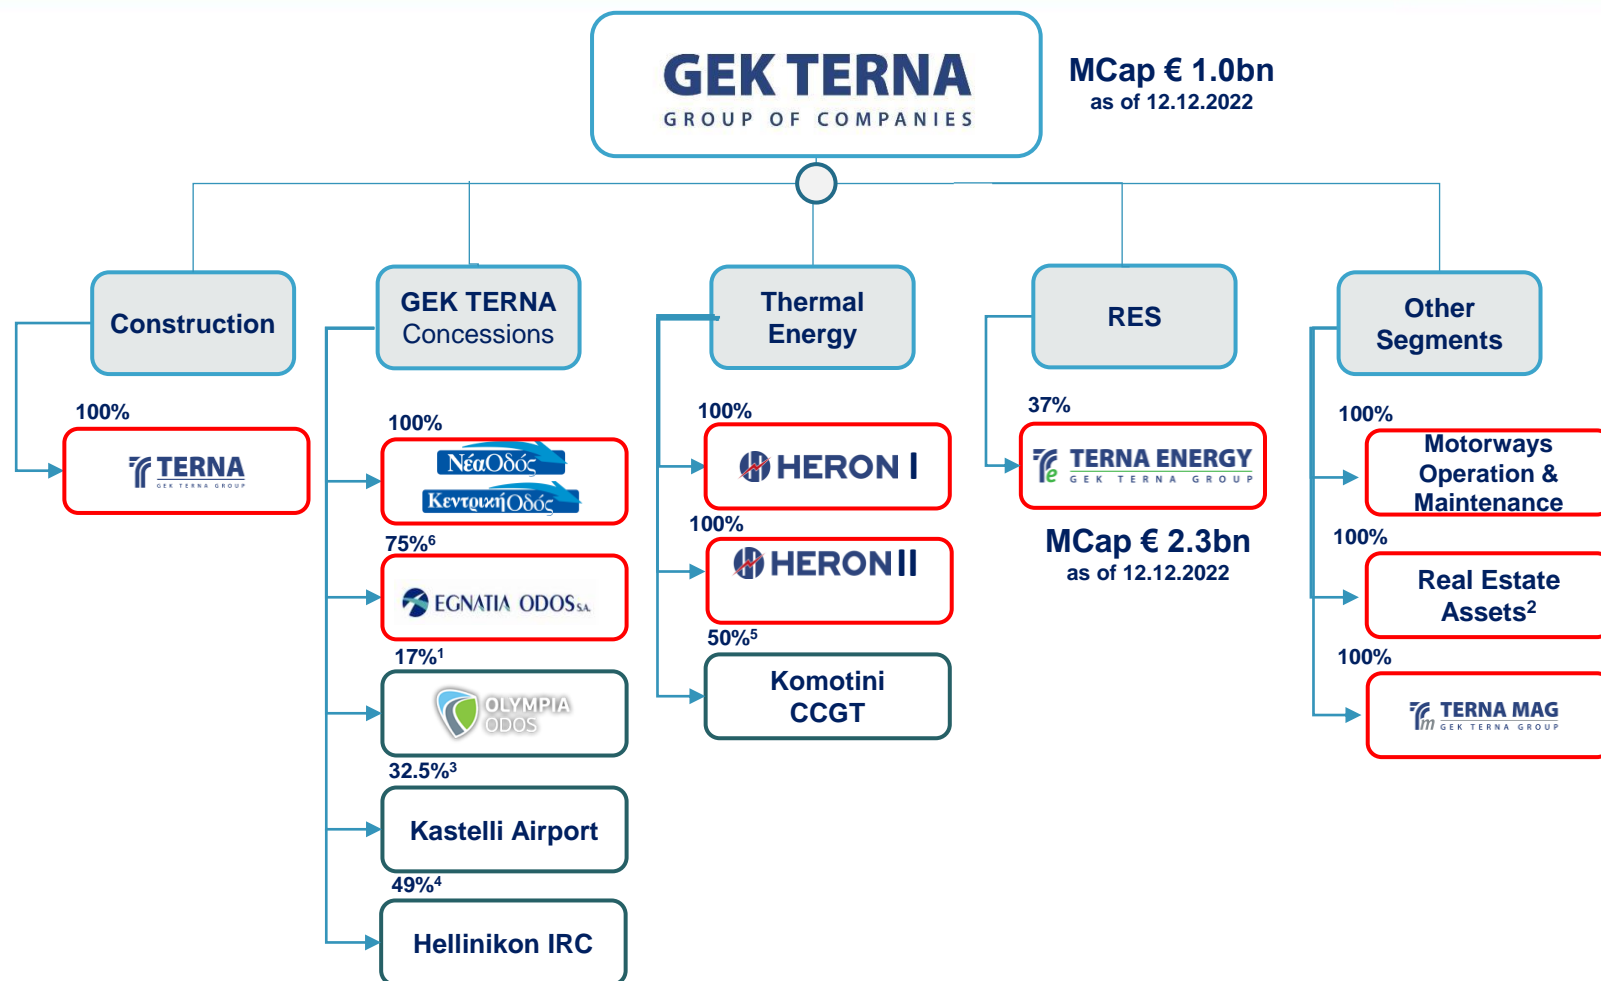 GEK TERNA
GROUP OF COMPANIES
MCap € 1.0bn
as of 12.12.2022
Construction
100%
TERNA
GEK TERNA GROUP
GEK TERNA
Concessions
100%
ΝέαΟδός
ΚεντρικήΟδός
75%⁶
EGNATIA ODOS S.A.
17%¹
OLYMPIA
ODOS
32.5%³
Kastelli Airport
49%⁴
Hellinikon IRC
Thermal
Energy
100%
HERON I
100%
HERON II
50%⁵
Komotini
CCGT
RES
37%
TERNA ENERGY
GEK TERNA GROUP
MCap € 2.3bn
as of 12.12.2022
Other
Segments
100%
Motorways
Operation &
Maintenance
100%
Real Estate
Assets²
100%
TERNA MAG
GEK TERNA GROUP